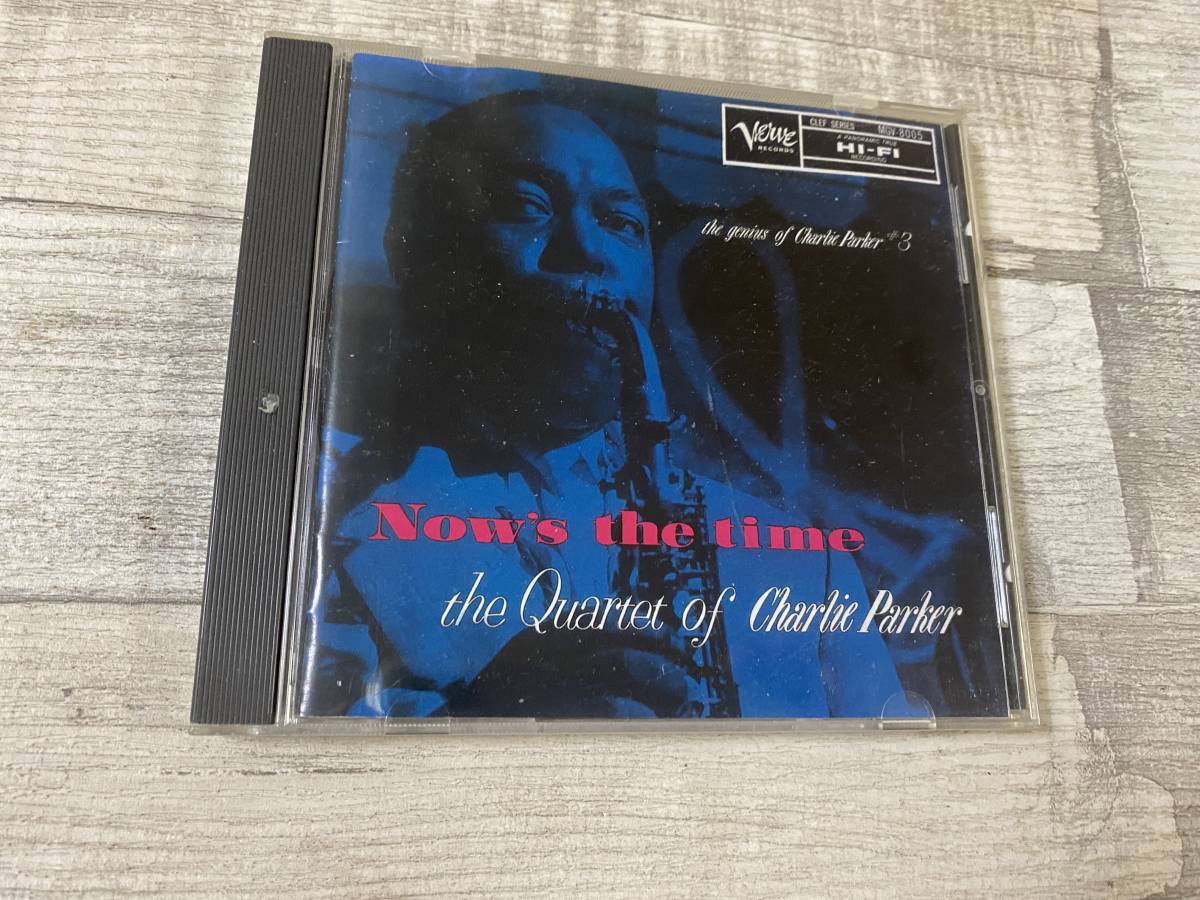 Verve
RECORDS
CLEF SERIES MGV-8005
A PANORAMIC TRUE
HI-FI
RECORDING
the genius of Charlie Parker #3
Now's the time
the Quartet of Charlie Parker